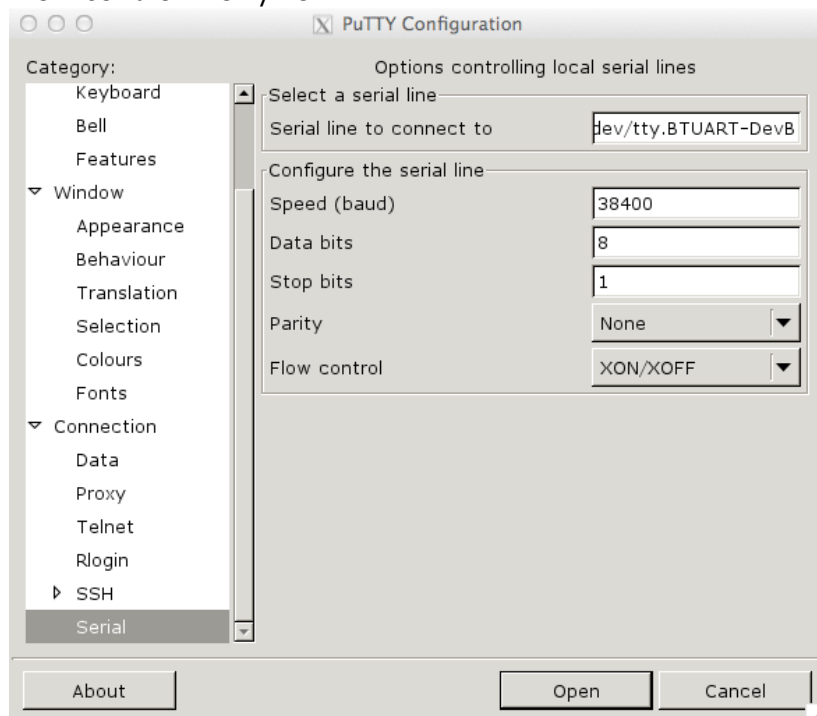 PuTTY Configuration
Category:
Options controlling local serial lines
Keyboard
Bell
Features
Window
Appearance
Behaviour
Translation
Selection
Colours
Fonts
Connection
Data
Proxy
Telnet
Rlogin
SSH
Serial
Select a serial line
Serial line to connect to
dev/tty.BTUART-DevB
Configure the serial line
Speed (baud)
38400
Data bits
8
Stop bits
1
Parity
None
Flow control
XON/XOFF
About
Open
Cancel